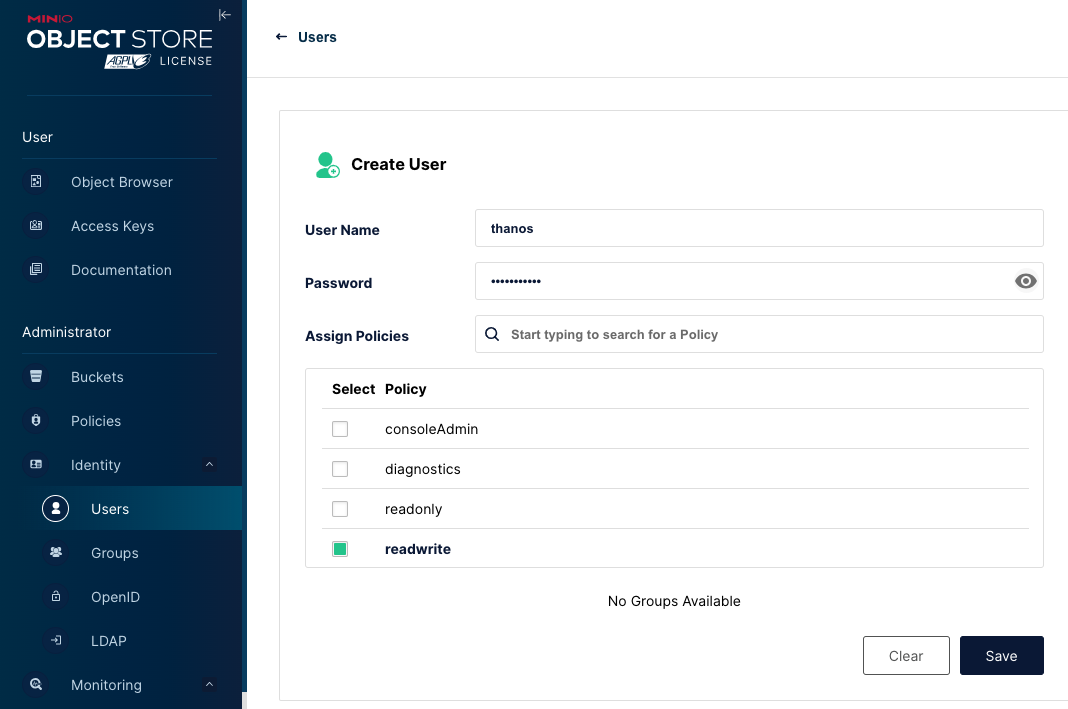 MINIO
OBJECT STORE
AGPLv3 LICENSE
User
Object Browser
Access Keys
Documentation
Administrator
Buckets
Policies
Identity
Users
Groups
OpenID
LDAP
Monitoring
Users
Create User
User Name
thanos
Password
•••••••••••
Assign Policies
Start typing to search for a Policy
Select Policy
consoleAdmin
diagnostics
readonly
readwrite
No Groups Available
Clear
Save